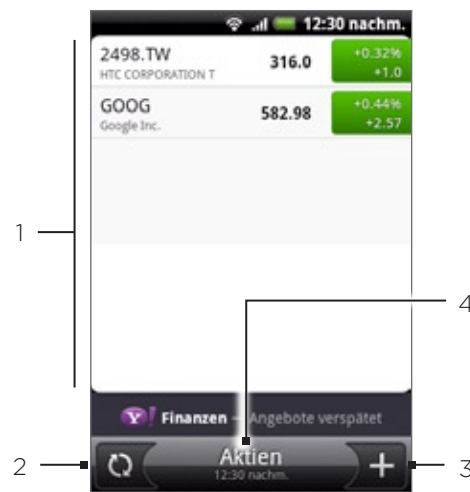 12:30 nachm.
2498.TW
HTC CORPORATION T
316.0
+0.32%
+1.0
GOOG
Google Inc.
582.98
+0.44%
+2.57
1
4
Y! Finanzen – Angebote verspätet
2
Aktien
12:30 nachm.
3